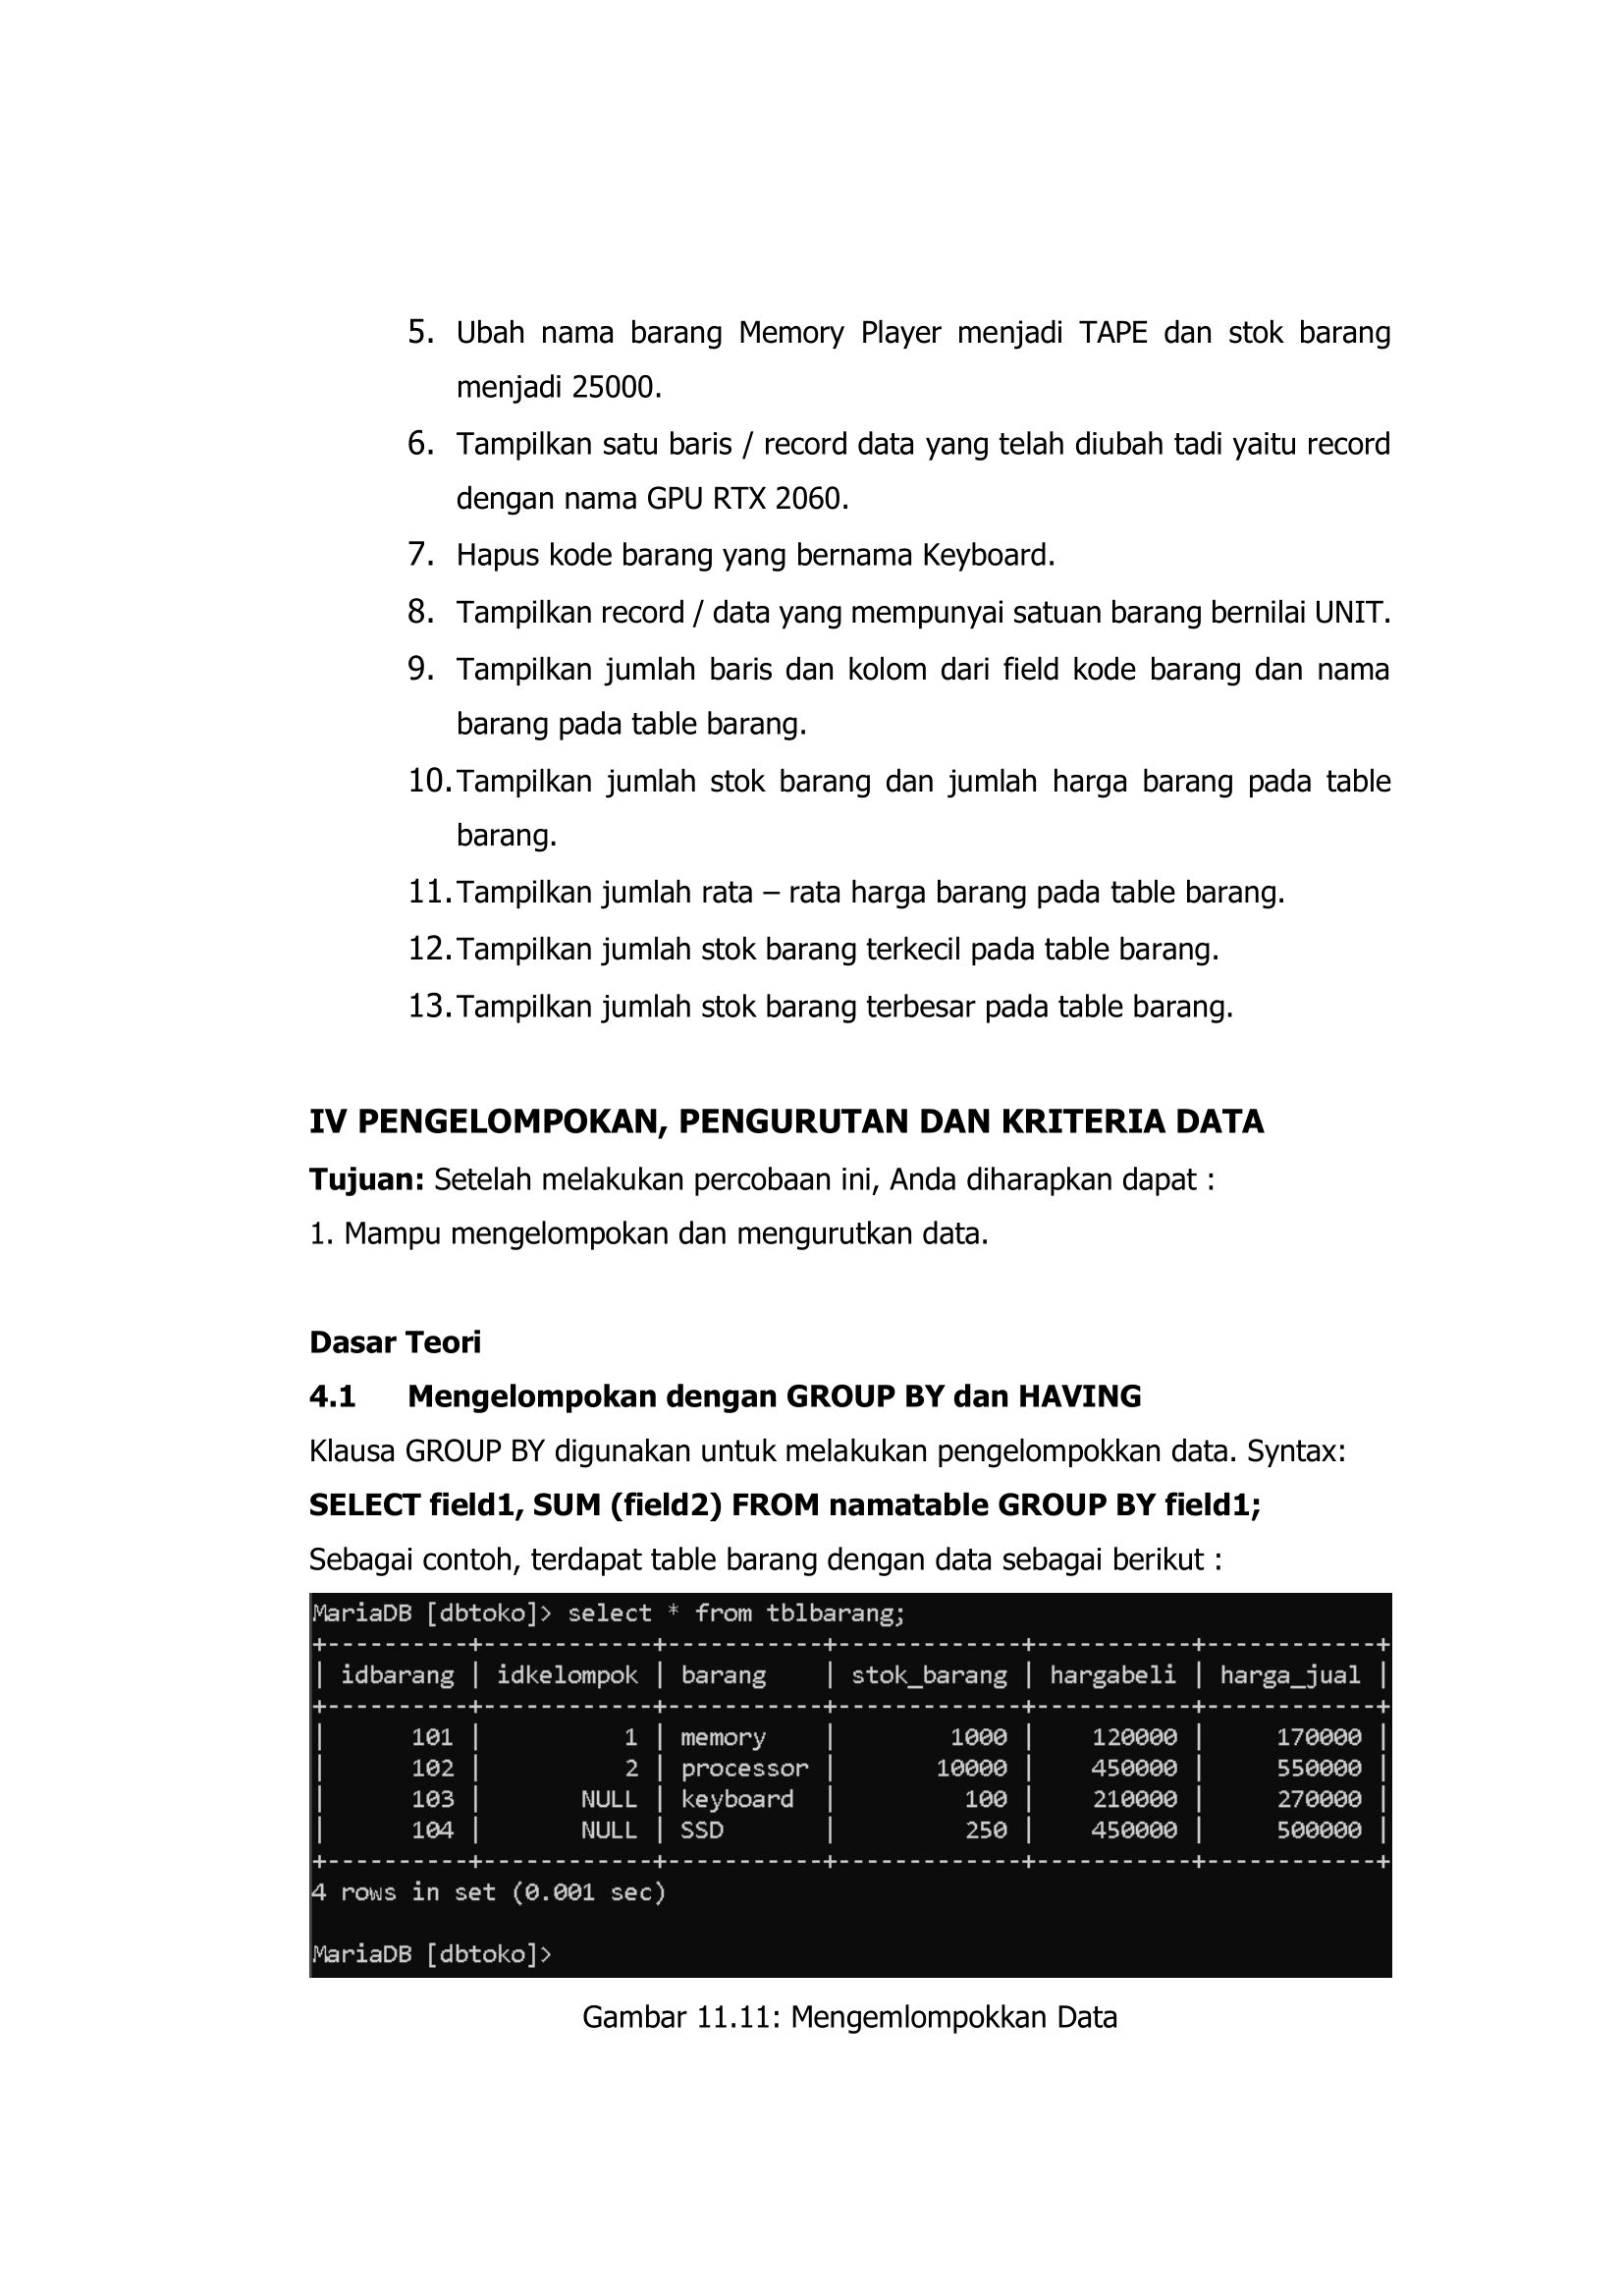 5. Ubah nama barang Memory Player menjadi TAPE dan stok barang
menjadi 25000.
6. Tampilkan satu baris / record data yang telah diubah tadi yaitu record
dengan nama GPU RTX 2060.
7. Hapus kode barang yang bernama Keyboard.
8. Tampilkan record / data yang mempunyai satuan barang bernilai UNIT.
9. Tampilkan jumlah baris dan kolom dari field kode barang dan nama
barang pada table barang.
10. Tampilkan jumlah stok barang dan jumlah harga barang pada table
barang.
11. Tampilkan jumlah rata – rata harga barang pada table barang.
12. Tampilkan jumlah stok barang terkecil pada table barang.
13. Tampilkan jumlah stok barang terbesar pada table barang.
IV PENGELOMPOKAN, PENGURUTAN DAN KRITERIA DATA
Tujuan: Setelah melakukan percobaan ini, Anda diharapkan dapat :
1. Mampu mengelompokan dan mengurutkan data.
Dasar Teori
4.1 Mengelompokan dengan GROUP BY dan HAVING
Klausa GROUP BY digunakan untuk melakukan pengelompokkan data. Syntax:
SELECT field1, SUM (field2) FROM namatable GROUP BY field1;
Sebagai contoh, terdapat table barang dengan data sebagai berikut :
MariaDB [dbtoko]> select * from tblbarang;
+----------+------------+-----------+-------------+-----------+------------+
| idbarang | idkelompok | barang    | stok_barang | hargabeli | harga_jual |
+----------+------------+-----------+-------------+-----------+------------+
|      101 |          1 | memory    |        1000 |    120000 |     170000 |
|      102 |          2 | processor |       10000 |    450000 |     550000 |
|      103 |       NULL | keyboard  |         100 |    210000 |     270000 |
|      104 |       NULL | SSD       |         250 |    450000 |     500000 |
+----------+------------+-----------+-------------+-----------+------------+
4 rows in set (0.001 sec)
MariaDB [dbtoko]>
Gambar 11.11: Mengemlompokkan Data